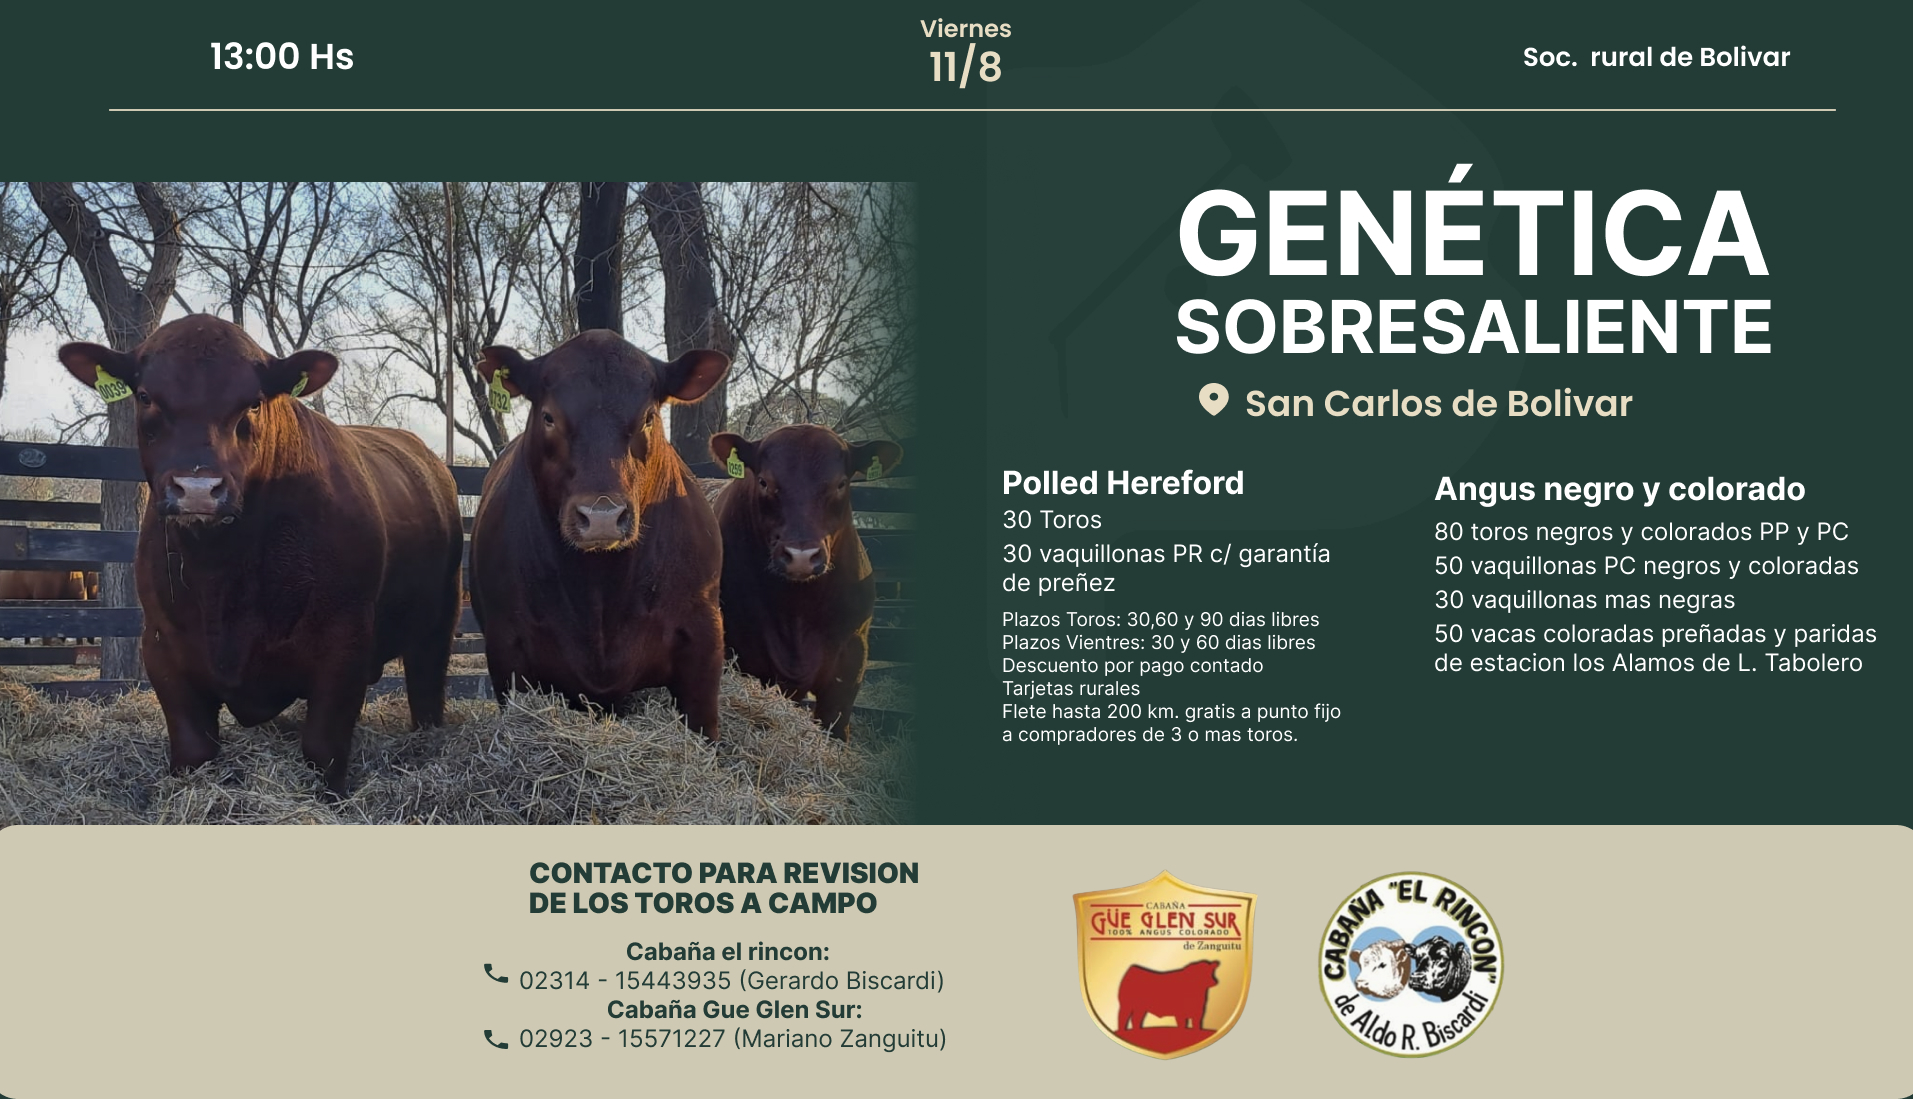 13:00 Hs
Viernes
11/8
Soc. rural de Bolivar
GENÉTICA
SOBRESALIENTE
San Carlos de Bolivar
Polled Hereford
30 Toros
30 vaquillonas PR c/ garantía
de preñez
Plazos Toros: 30,60 y 90 dias libres
Plazos Vientres: 30 y 60 dias libres
Descuento por pago contado
Tarjetas rurales
Flete hasta 200 km. gratis a punto fijo
a compradores de 3 o mas toros.
Angus negro y colorado
80 toros negros y colorados PP y PC
50 vaquillonas PC negros y coloradas
30 vaquillonas mas negras
50 vacas coloradas preñadas y paridas
de estacion los Alamos de L. Tabolero
0039
732
1259
CONTACTO PARA REVISION
DE LOS TOROS A CAMPO
Cabaña el rincon:
02314 - 15443935 (Gerardo Biscardi)
Cabaña Gue Glen Sur:
02923 - 15571227 (Mariano Zanguitu)
CABAÑA
GÜE GLEN SUR
100% ANGUS COLORADO
de Zanguitu
CABAÑA "EL RINCON"
de Aldo R. Biscardi